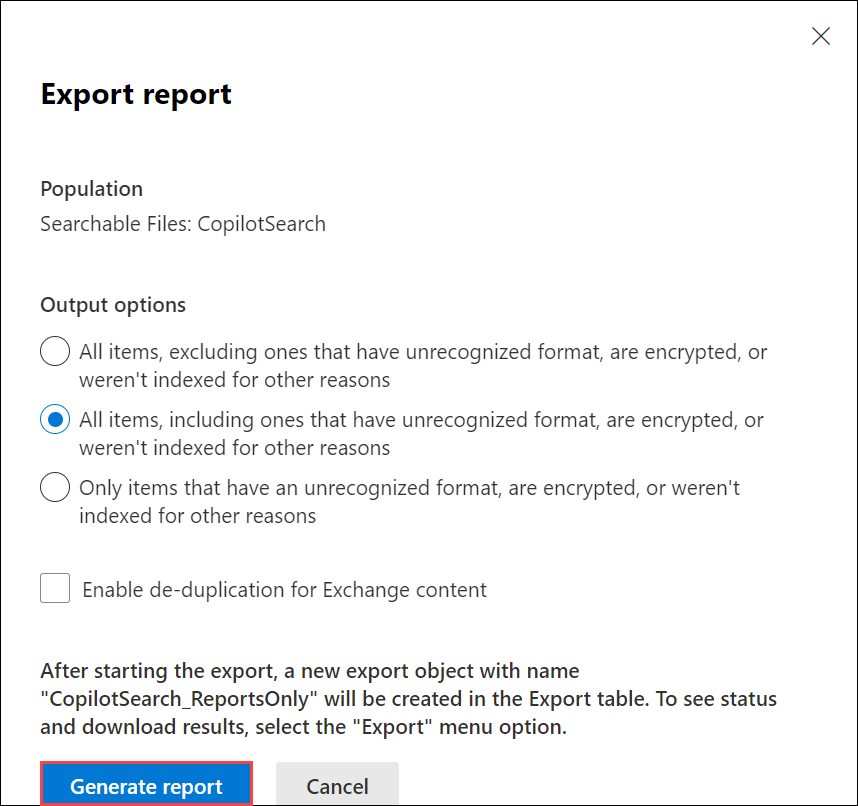 Export report
Population
Searchable Files: CopilotSearch
Output options
All items, excluding ones that have unrecognized format, are encrypted, or
weren't indexed for other reasons
All items, including ones that have unrecognized format, are encrypted, or
weren't indexed for other reasons
Only items that have an unrecognized format, are encrypted, or weren't
indexed for other reasons
Enable de-duplication for Exchange content
After starting the export, a new export object with name
"CopilotSearch_ReportsOnly" will be created in the Export table. To see status
and download results, select the "Export" menu option.
Generate report
Cancel